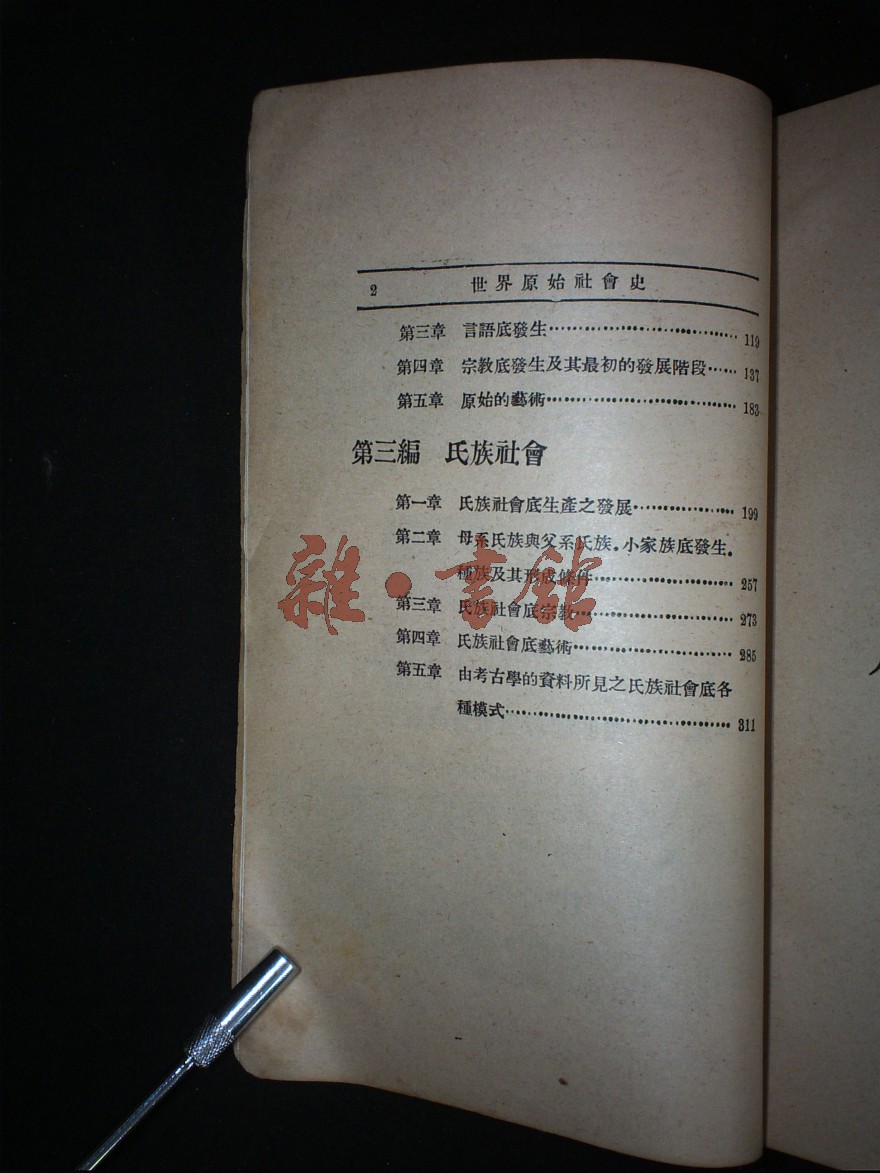 2 世界原始社會史
第三章 言語底發生 119
第四章 宗教底發生及其最初的發展階段 137
第五章 原始的藝術 183
第三編 氏族社會
第一章 氏族社會底生產之發展 199
第二章 母系氏族與父系氏族。小家族底發生。
種族及其形成條件 257
第三章 氏族社會底宗教 273
第四章 氏族社會底藝術 285
第五章 由考古學的資料所見之氏族社會底各
種模式 311
雜·書館